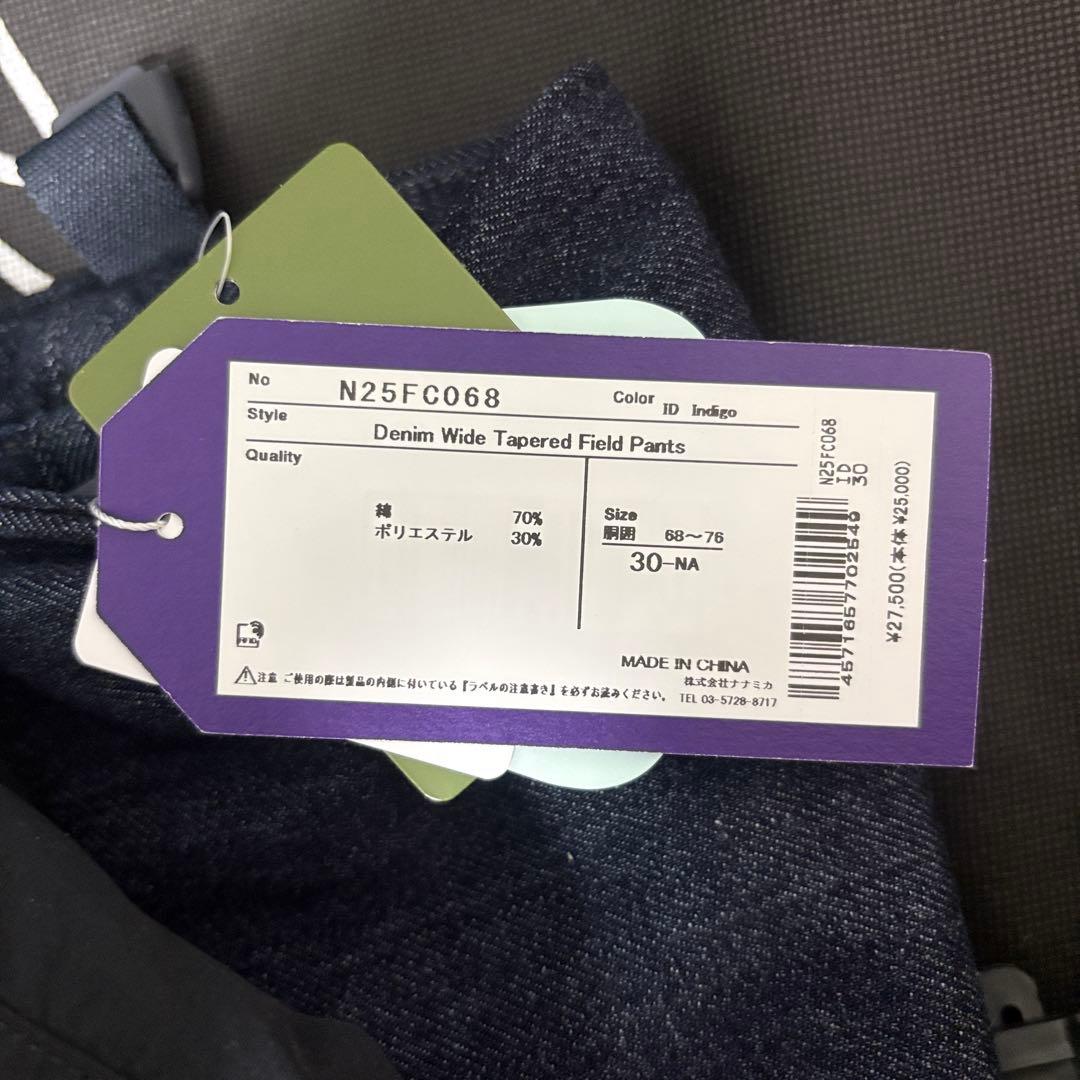 No N25FC068 Color ID Indigo
Style Denim Wide Tapered Field Pants
Quality
綿 70%
ポリエステル 30%
Size
胴囲 68～76
30-NA
RFID
MADE IN CHINA
株式会社ナナミカ
⚠注意 ご使用の際は製品の内側に付いている『ラベルの注意書き』を必ずお読みください。 TEL 03-5728-8717
N25FC068
ID
30
4571657702549
¥27,500(本体 ¥25,000)